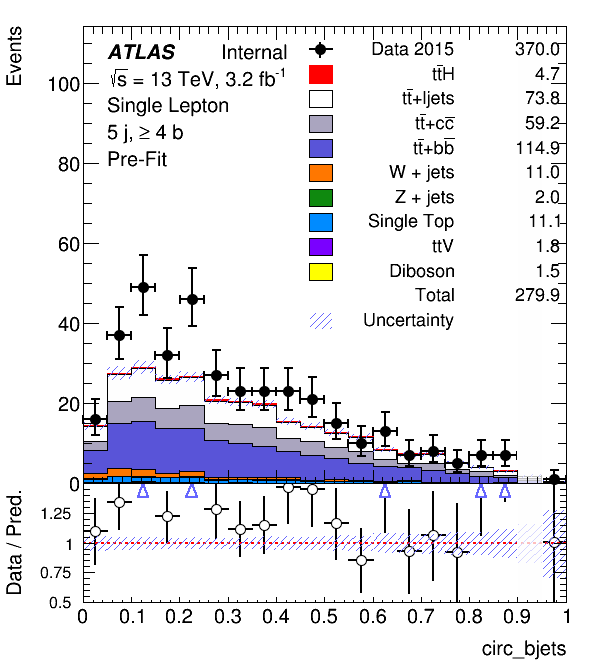 Events
ATLAS Internal
√s = 13 TeV, 3.2 fb⁻¹
Single Lepton
5 j, ≥ 4 b
Pre-Fit
Data 2015 370.0
tt̄H 4.7
tt̄+ljets 73.8
tt̄+cc̄ 59.2
tt̄+bb̄ 114.9
W + jets 11.0
Z + jets 2.0
Single Top 11.1
ttV 1.8
Diboson 1.5
Total 279.9
Uncertainty
100
80
60
40
20
0
Data / Pred.
1.25
1
0.75
0.5
0 0.1 0.2 0.3 0.4 0.5 0.6 0.7 0.8 0.9 1
circ_bjets